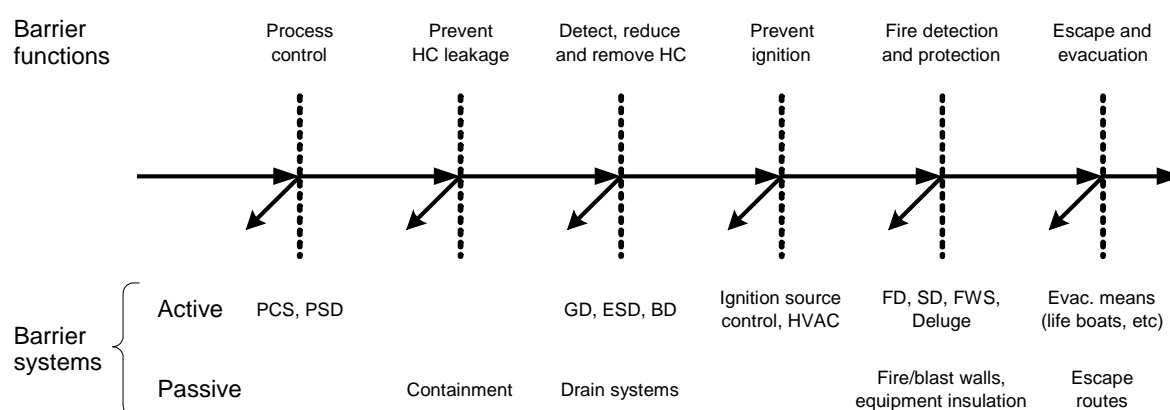 Barrier
functions
Process
control
Prevent
HC leakage
Detect, reduce
and remove HC
Prevent
ignition
Fire detection
and protection
Escape and
evacuation
Barrier
systems
Active
PCS, PSD
GD, ESD, BD
Ignition source
control, HVAC
FD, SD, FWS,
Deluge
Evac. means
(life boats, etc)
Passive
Containment
Drain systems
Fire/blast walls,
equipment insulation
Escape
routes